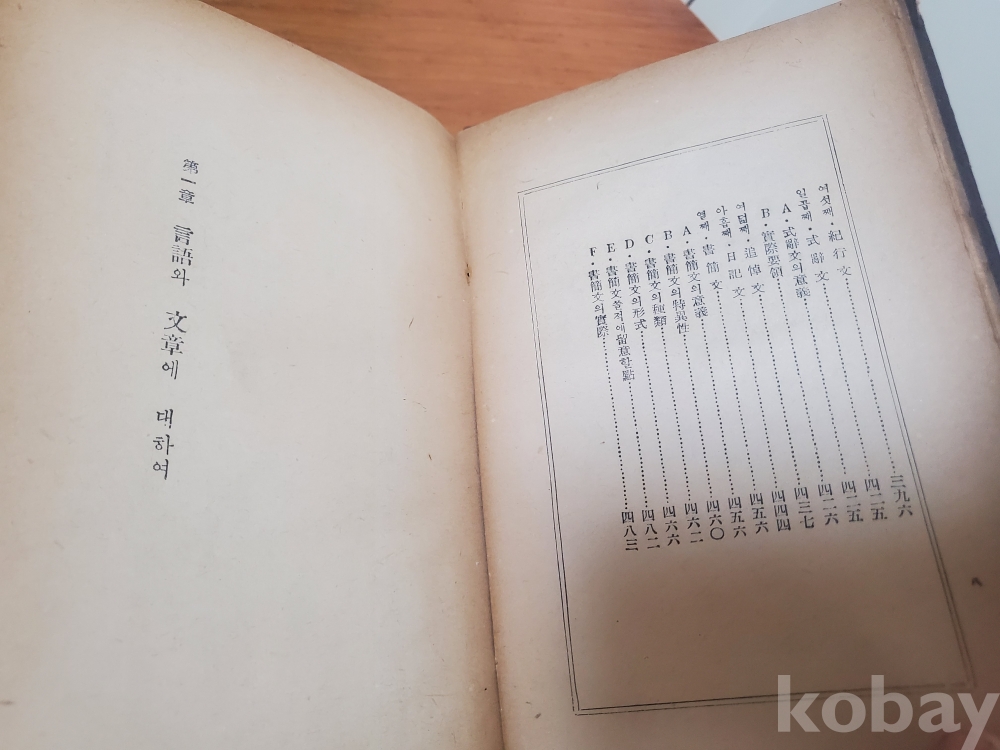 여섯째·紀行文……三九六
일곱째·式辭文……四二五
A·式辭文의意義……四二五
B·實際要領……四二六
여덟째·追悼文……四三七
아홉째·日記文……四四四
열째·書簡文……四五六
A·書簡文의意義……四五六
B·書簡文의特異性……四六〇
C·書簡文의種類……四六二
D·書簡文의形式……四六六
E·書簡文쓸적에留意할點……四八二
F·書簡文의實際……四八三
第一章 言語와 文章에 대하여
kobay